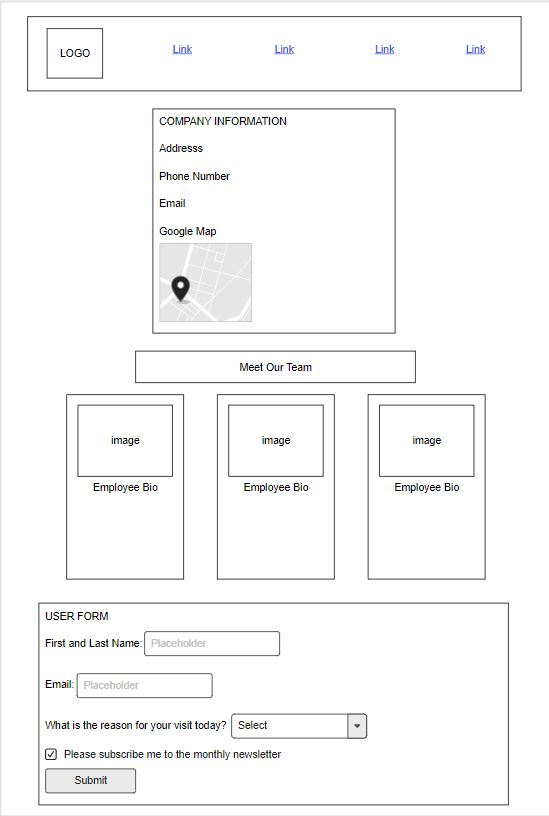 LOGO Link Link Link Link
COMPANY INFORMATION
Addresss
Phone Number
Email
Google Map
Meet Our Team
image image image
Employee Bio Employee Bio Employee Bio
USER FORM
First and Last Name: Placeholder
Email: Placeholder
What is the reason for your visit today? Select
Please subscribe me to the monthly newsletter
Submit